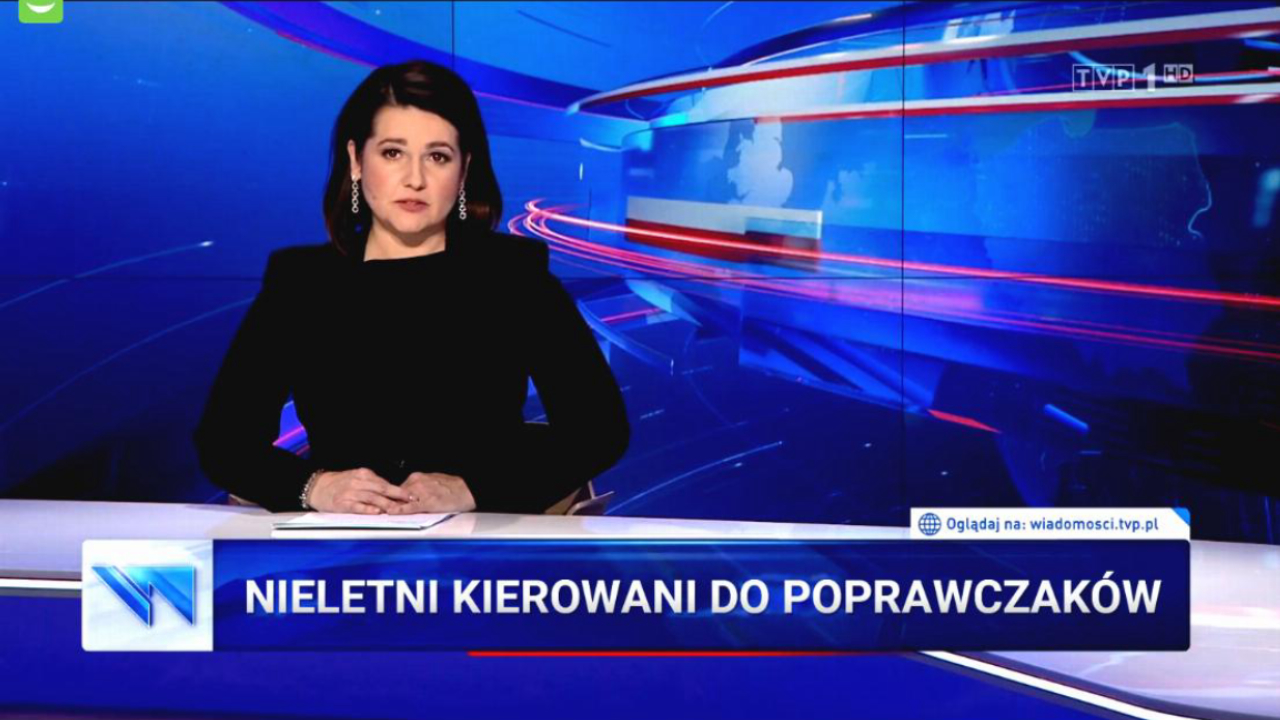 TVP1 HD
Oglądaj na: wiadomosci.tvp.pl
NIELETNI KIEROWANI DO POPRAWCZAKÓW